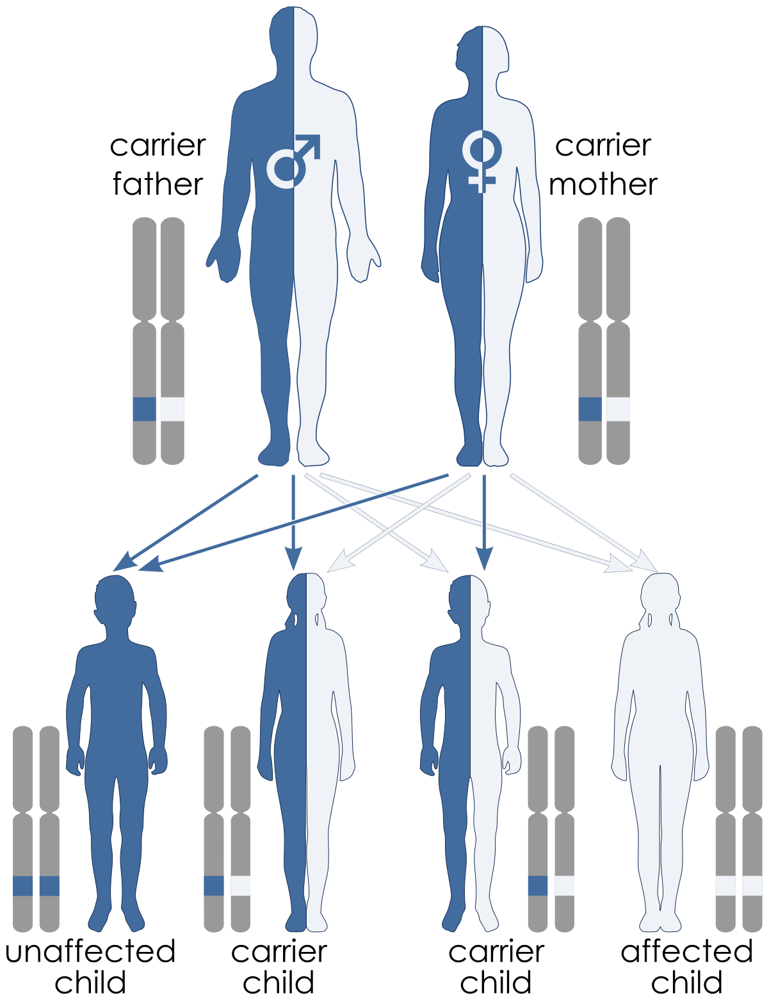 carrier
father
carrier
mother
unaffected
child
carrier
child
carrier
child
affected
child